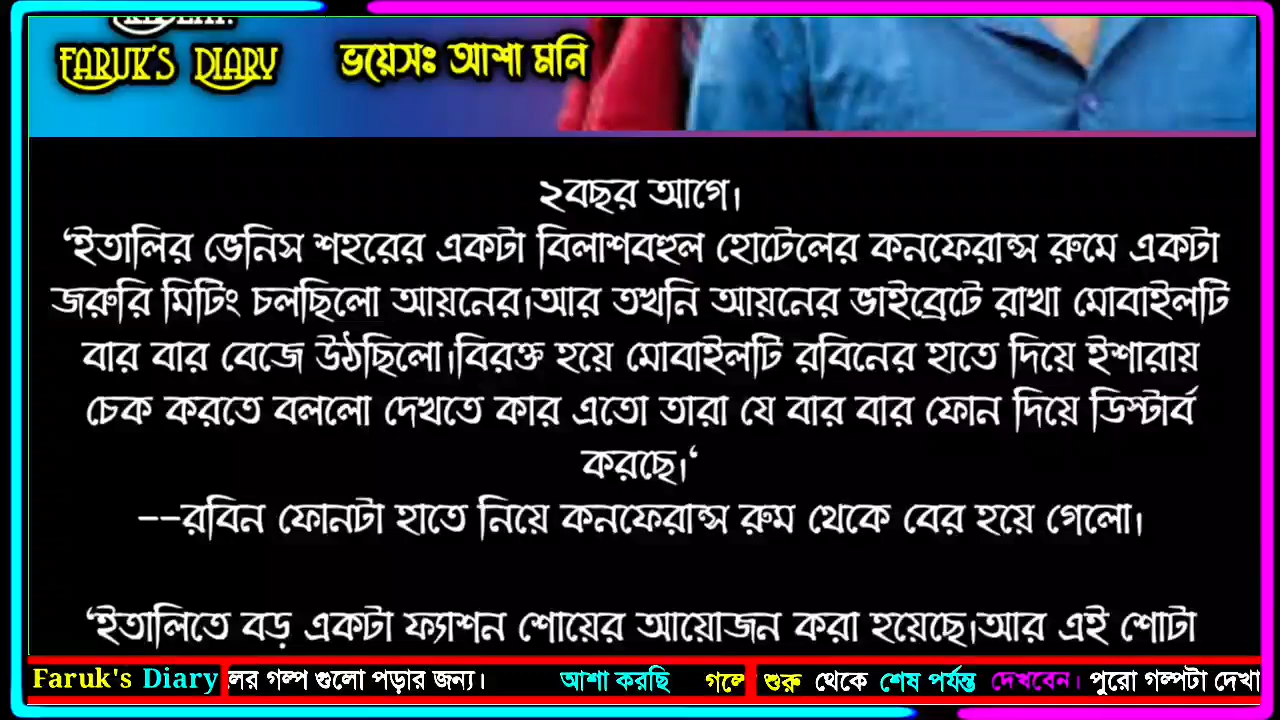 FARUK'S DIARY ভয়েসঃ আশা মনি
২বছর আগে।
‘ইতালির ভেনিস শহরের একটা বিলাশবহুল হোটেলের কনফেরান্স রুমে একটা
জরুরি মিটিং চলছিলো আয়নের।আর তখনি আয়নের ভাইব্রেটে রাখা মোবাইলটি
বার বার বেজে উঠছিলো।বিরক্ত হয়ে মোবাইলটি রবিনের হাতে দিয়ে ইশারায়
চেক করতে বললো দেখতে কার এতো তারা যে বার বার ফোন দিয়ে ডিস্টার্ব
করছে।‘
--রবিন ফোনটা হাতে নিয়ে কনফেরান্স রুম থেকে বের হয়ে গেলো।
‘ইতালিতে বড় একটা ফ্যাশন শোয়ের আয়োজন করা হয়েছে।আর এই শোটা
Faruk's Diary লের গল্প গুলো পড়ার জন্য। আশা করছি গল্পে শুরু থেকে শেষ পর্যন্ত দেখবেন। পুরো গল্পটা দেখা